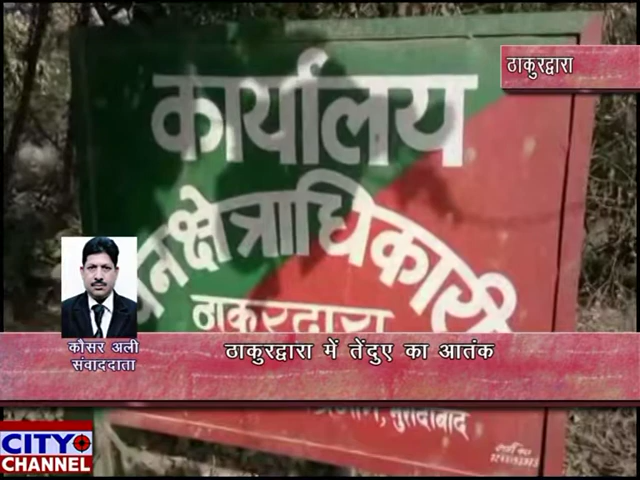 ठाकुरद्वारा
कार्यालय
वनक्षेत्राधिकारी
ठाकुरद्वारा
कौसर अली
संवाददाता
ठाकुरद्वारा में तेंदुए का आतंक
मुरादाबाद
CITY
CHANNEL